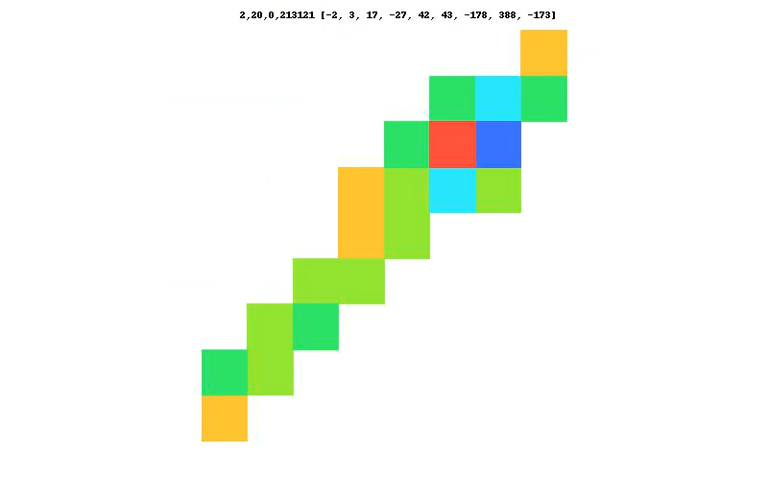 2,20,0,213121 [-2, 3, 17, -27, 42, 43, -178, 388, -173]